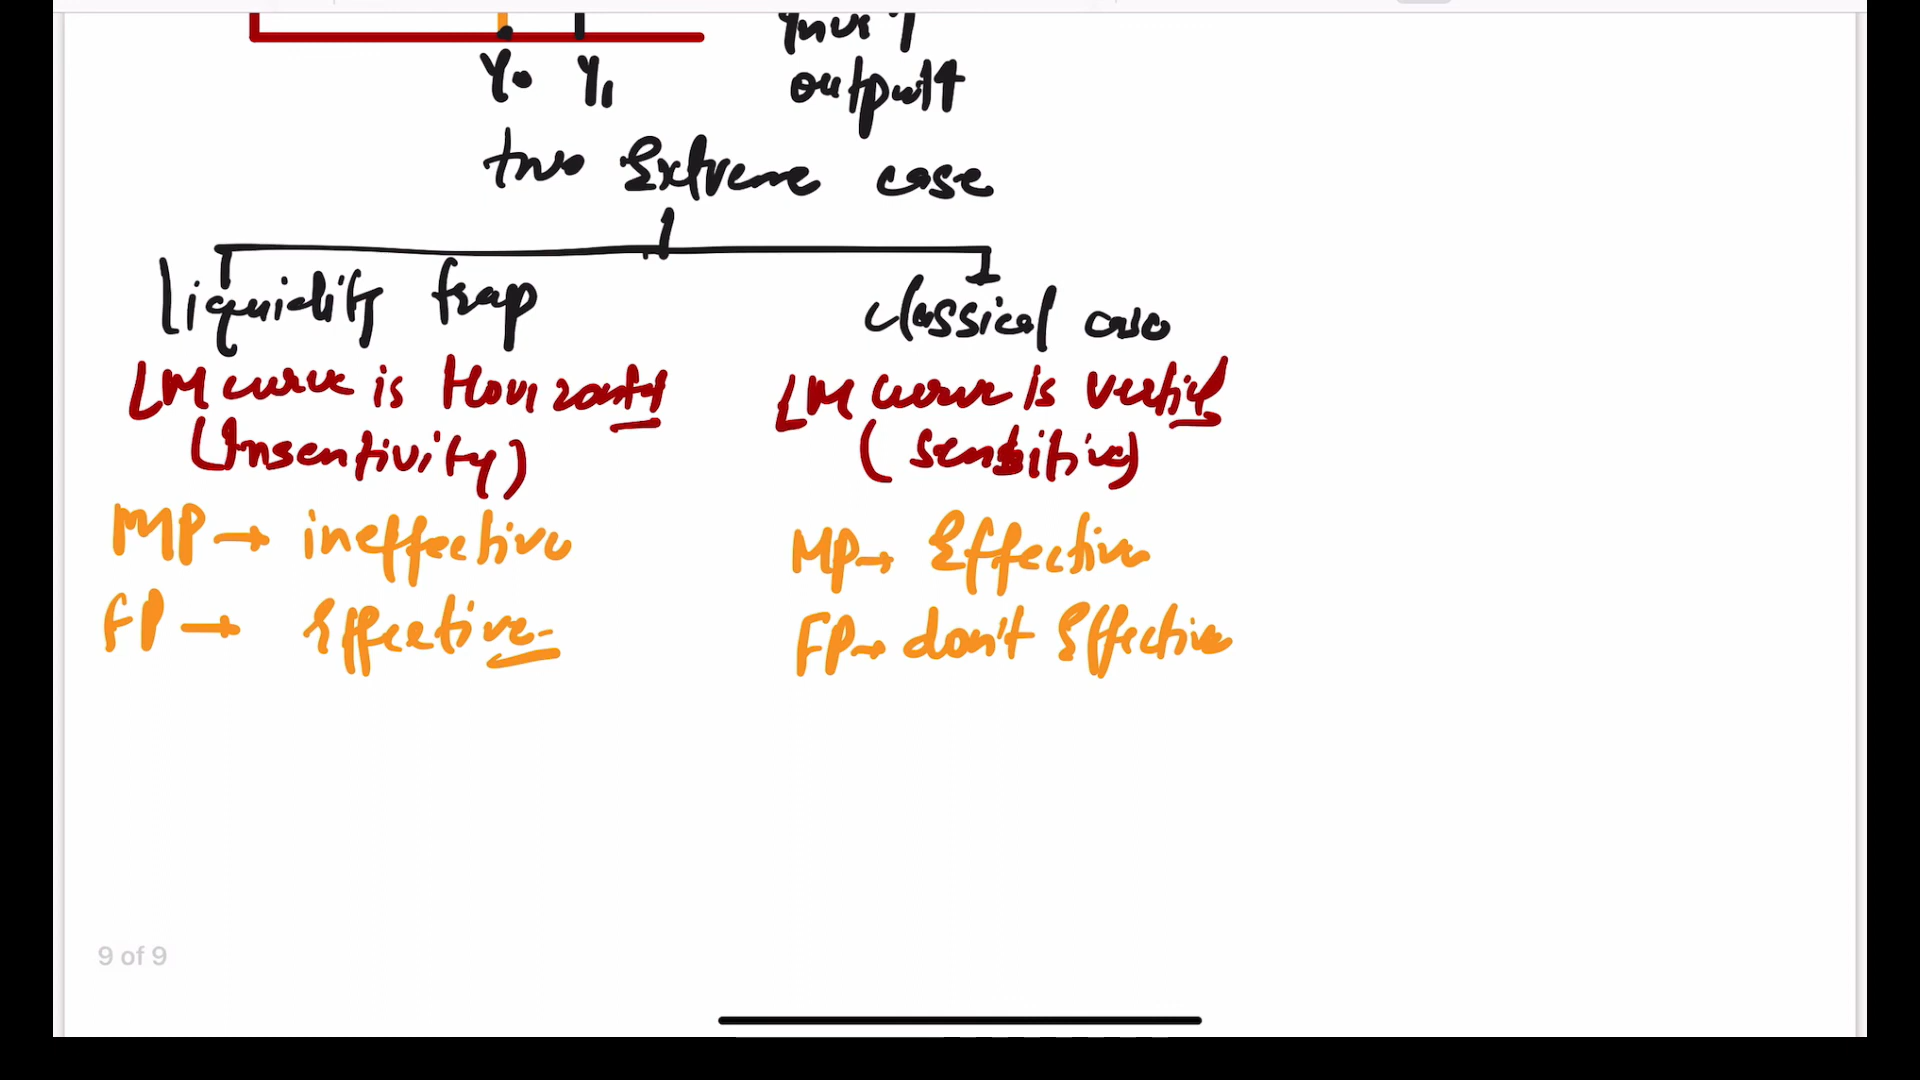 Y₀ Y₁
output↑
two Extreme case
Liquidity trap
classical case
LM curve is Horizontal
(Insentivity)
LM curve is vertical
(sensitive)
MP → ineffective
FP → Effective
MP → Effective
FP → don't Effective
9 of 9